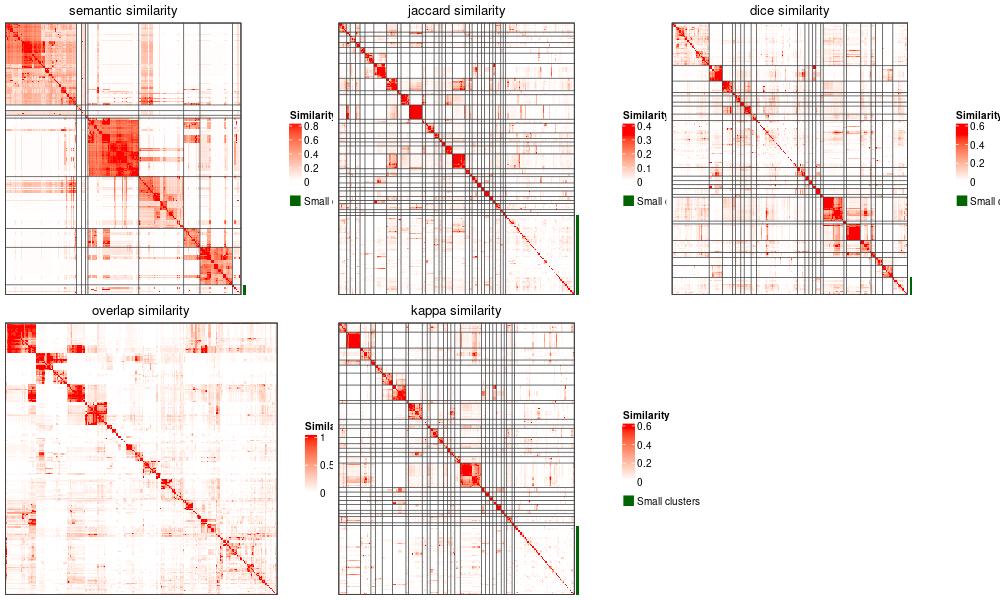 semantic similarity
Similarity
0.8
0.6
0.4
0.2
0
Small
jaccard similarity
Similarity
0.4
0.3
0.2
0.1
0
Small
dice similarity
Similarity
0.6
0.4
0.2
0
Small
overlap similarity
Simila
1
0.5
0
kappa similarity
Similarity
0.6
0.4
0.2
0
Small clusters